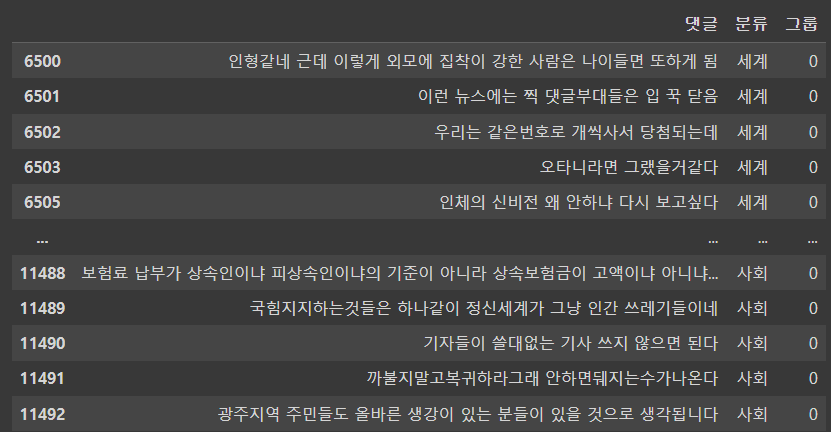 댓글 분류 그룹
6500 인형같네 근데 이렇게 외모에 집착이 강한 사람은 나이들면 또하게 됨 세계 0
6501 이런 뉴스에는 찍 댓글부대들은 입 꾹 닫음 세계 0
6502 우리는 같은번호로 개씩사서 당첨되는데 세계 0
6503 오타니라면 그랬을거같다 세계 0
6505 인체의 신비전 왜 안하냐 다시 보고싶다 세계 0
... ... ... ...
11488 보험료 납부가 상속인이냐 피상속인이냐의 기준이 아니라 상속보험금이 고액이냐 아니냐... 사회 0
11489 국힘지지하는것들은 하나같이 정신세계가 그냥 인간 쓰레기들이네 사회 0
11490 기자들이 쓸대없는 기사 쓰지 않으면 된다 사회 0
11491 까불지말고복귀하라그래 안하면뒈지는수가나온다 사회 0
11492 광주지역 주민들도 올바른 생강이 있는 분들이 있을 것으로 생각됩니다 사회 0